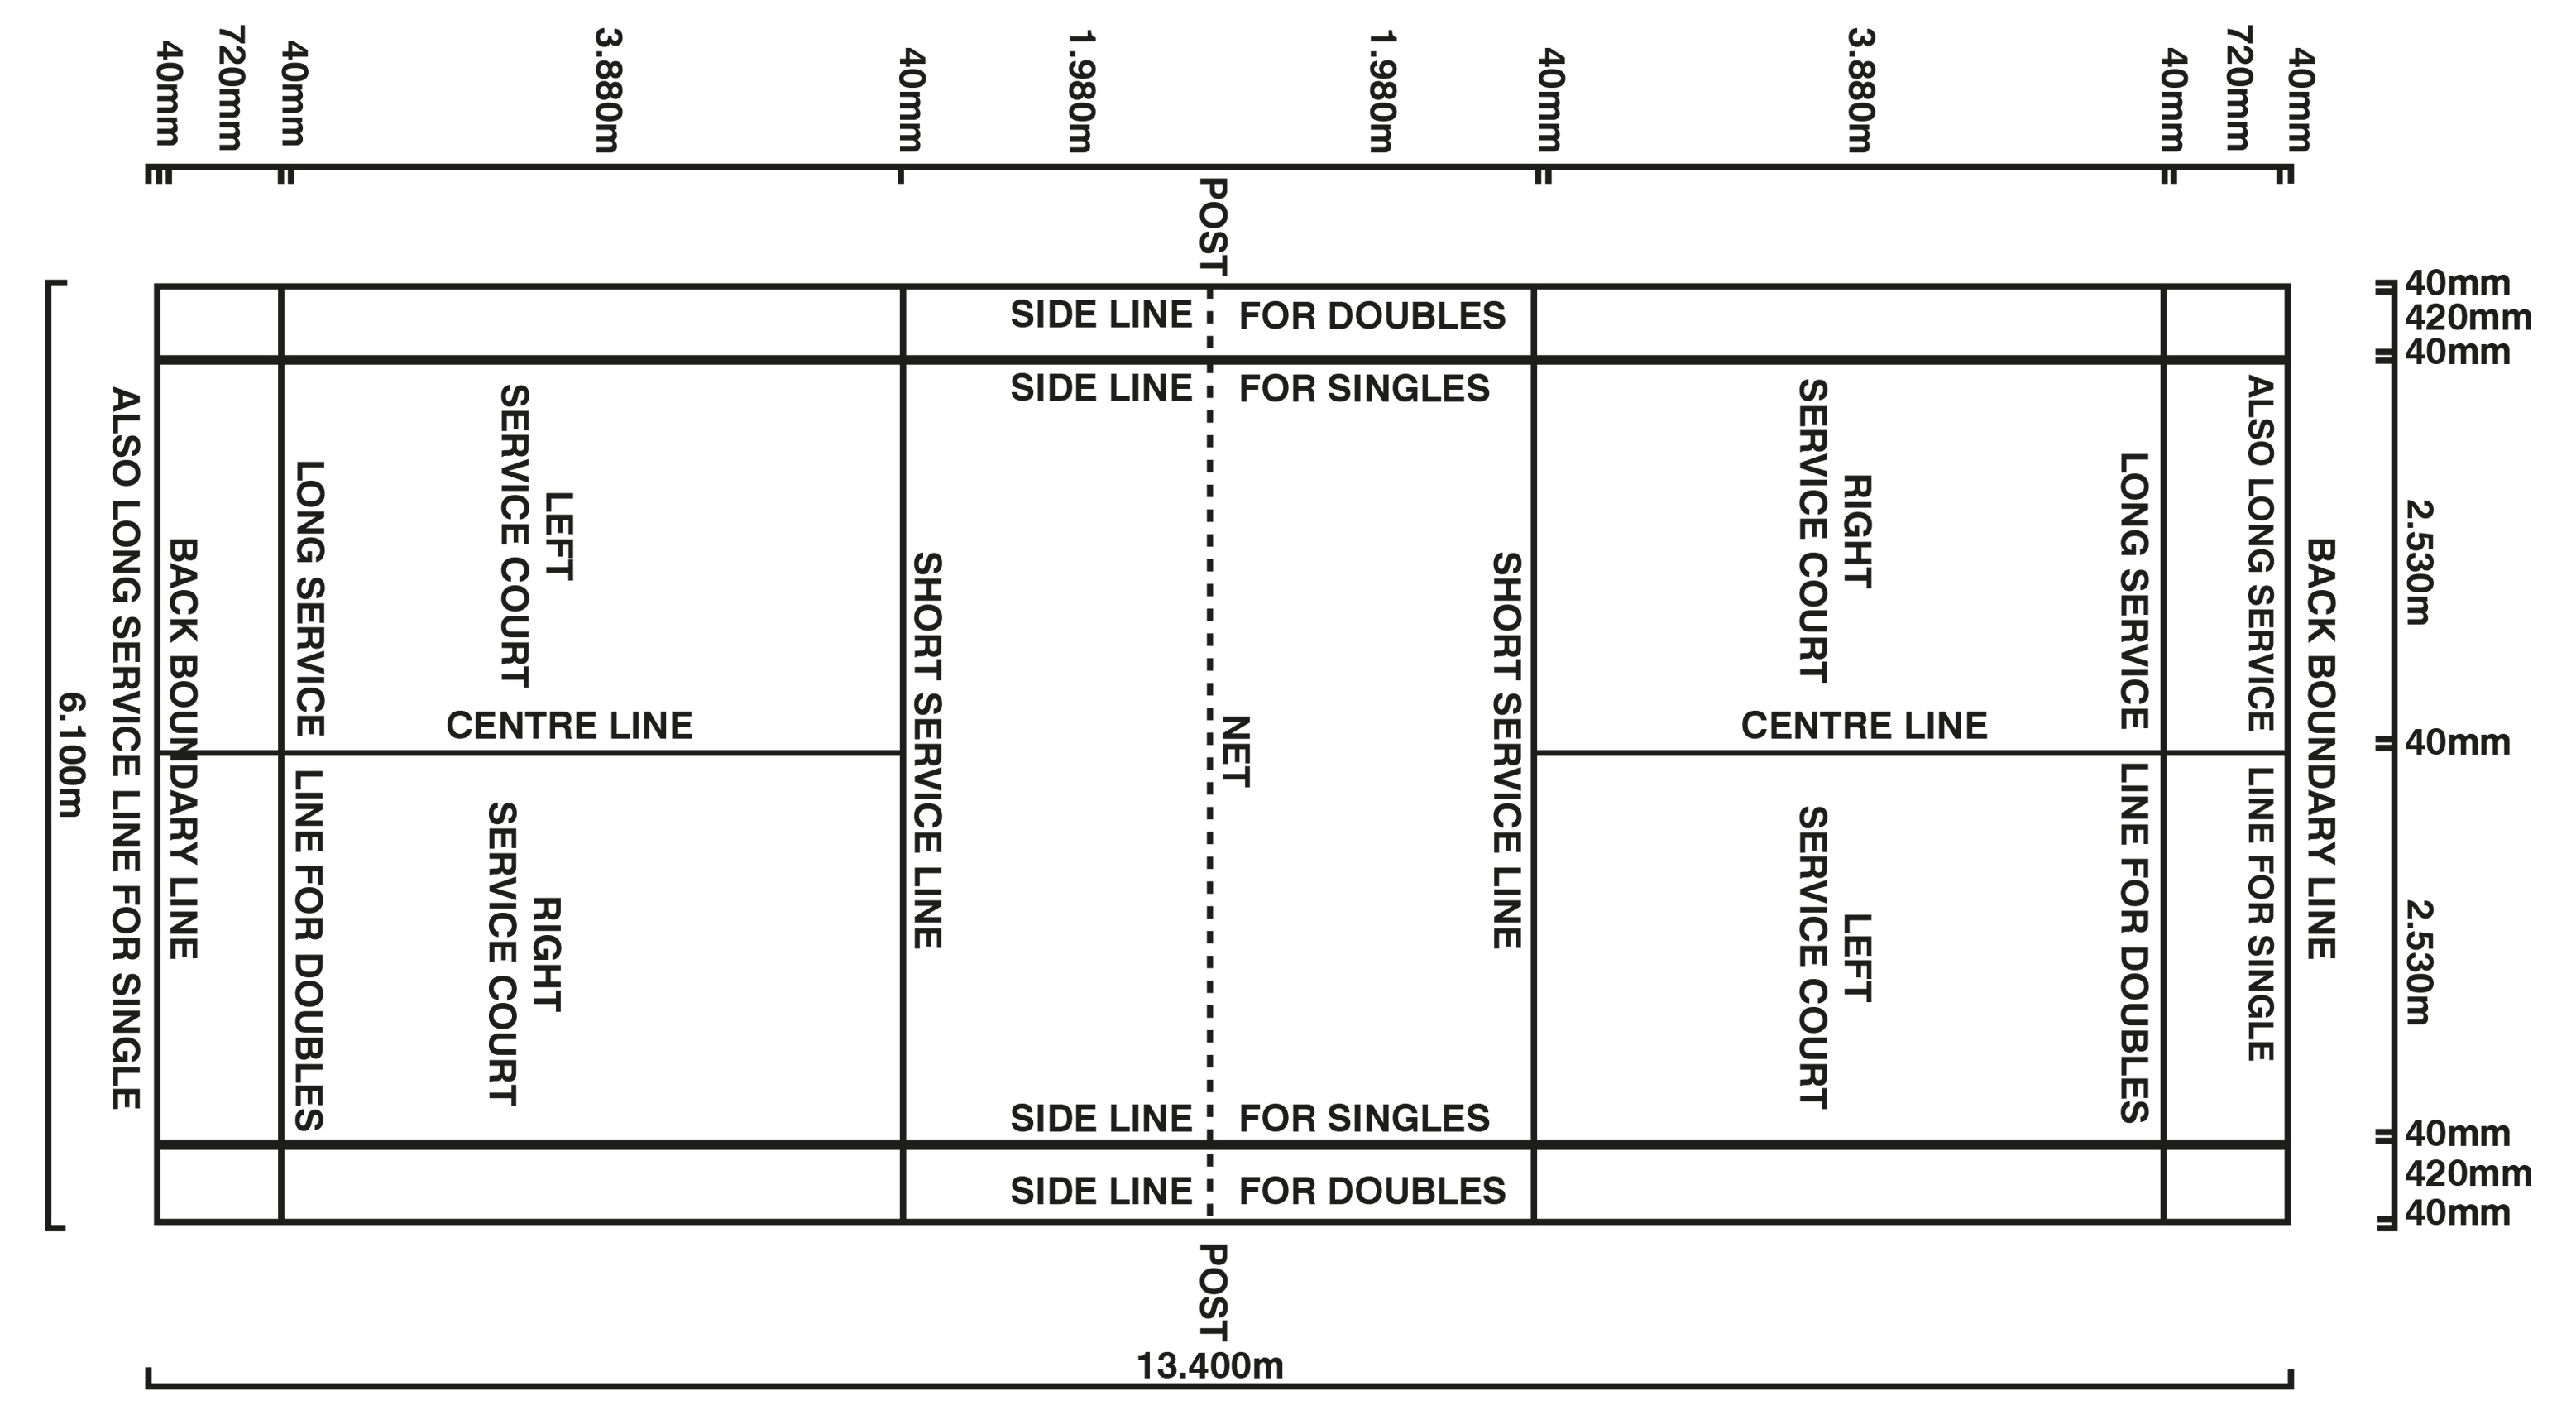 40mm
720mm
40mm
3.880m
40mm
1.980m
1.980m
40mm
3.880m
40mm
720mm
40mm
POST
40mm
420mm
40mm
2.530m
40mm
2.530m
40mm
420mm
40mm
SIDE LINE FOR DOUBLES
SIDE LINE FOR SINGLES
6.100m
ALSO LONG SERVICE LINE FOR SINGLE
BACK BOUNDARY LINE
LONG SERVICE LINE FOR DOUBLES
LEFT
SERVICE COURT
CENTRE LINE
RIGHT
SERVICE COURT
SHORT SERVICE LINE
NET
SHORT SERVICE LINE
RIGHT
SERVICE COURT
CENTRE LINE
LEFT
SERVICE COURT
LONG SERVICE LINE FOR DOUBLES
ALSO LONG SERVICE LINE FOR SINGLE
BACK BOUNDARY LINE
SIDE LINE FOR SINGLES
SIDE LINE FOR DOUBLES
POST
13.400m